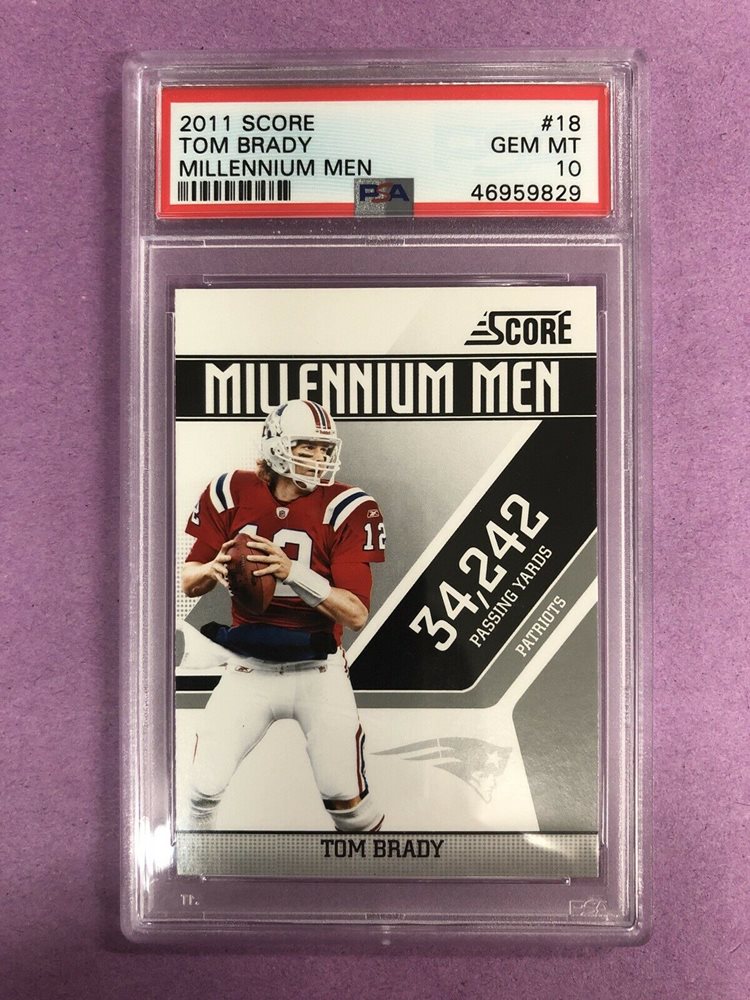 2011 SCORE #18
TOM BRADY GEM MT
MILLENNIUM MEN 10
PSA 46959829
SCORE
MILLENNIUM MEN
12
12
34,242
PASSING YARDS
PATRIOTS
TOM BRADY
PSA